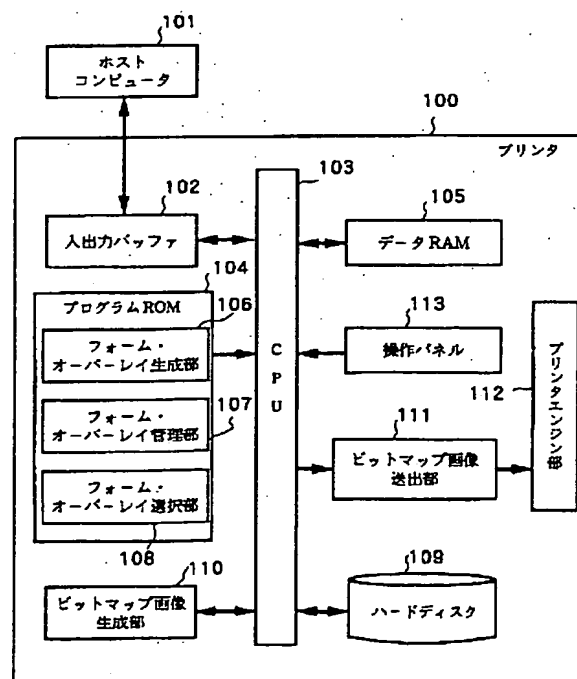 101
ホスト
コンピュータ
100
プリンタ
102
入出力バッファ
103
CPU
105
データRAM
104
プログラムROM
106
フォーム・
オーバーレイ生成部
107
フォーム・
オーバーレイ管理部
フォーム・
オーバーレイ選択部
108
113
操作パネル
111
ビットマップ画像
送出部
112
プリンタエンジン部
110
ビットマップ画像
生成部
109
ハードディスク